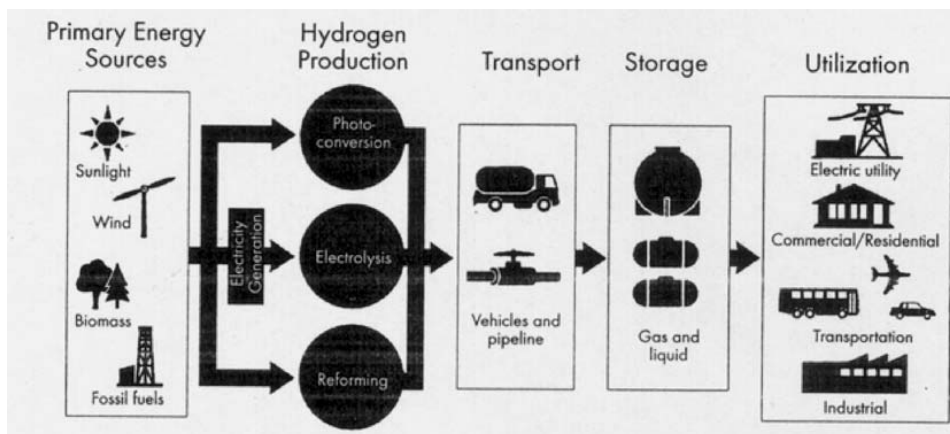 Primary Energy
Sources
Sunlight
Wind
Biomass
Fossil fuels
Hydrogen
Production
Photo-
conversion
Electricity
Generation
Electrolysis
Reforming
Transport
Vehicles and
pipeline
Storage
Gas and
liquid
Utilization
Electric utility
Commercial/Residential
Transportation
Industrial